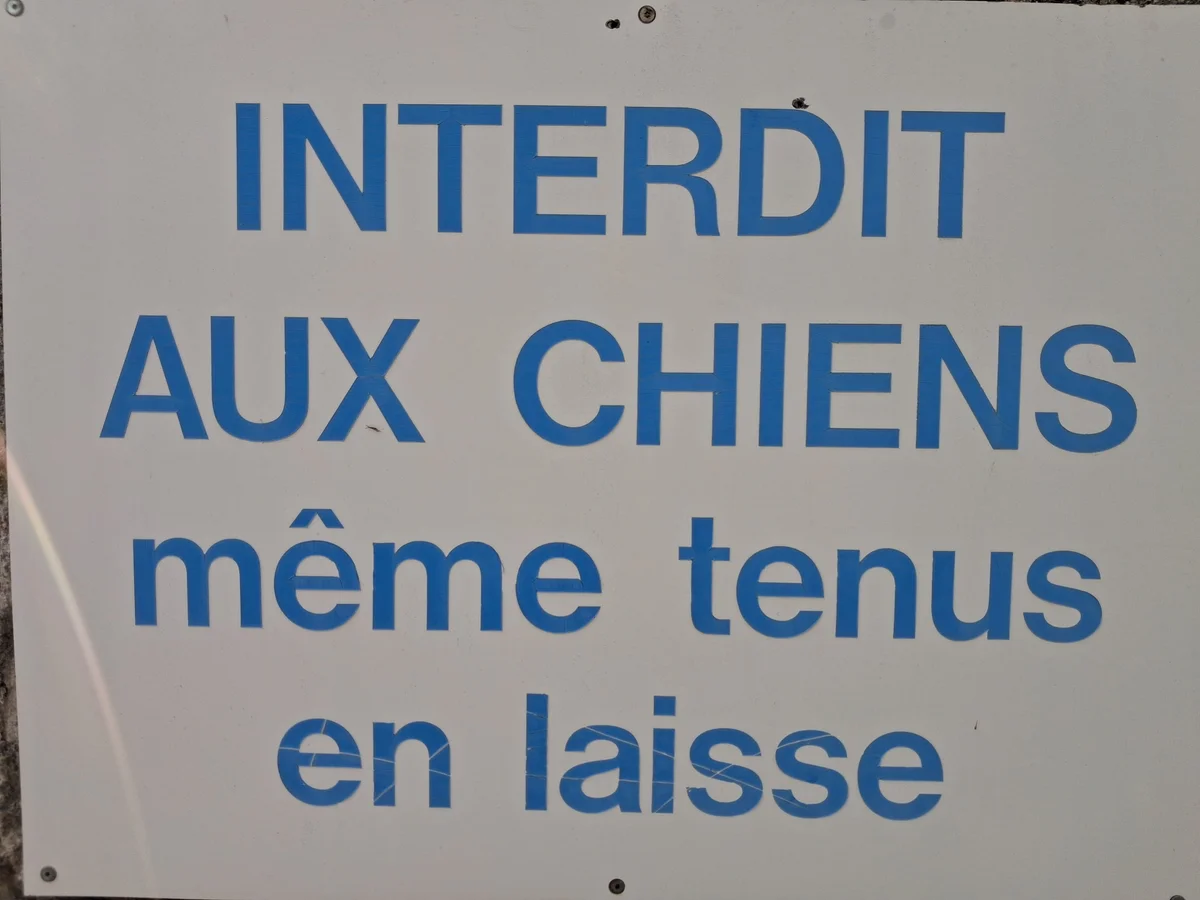 INTERDIT
AUX CHIENS
même tenus
en laisse